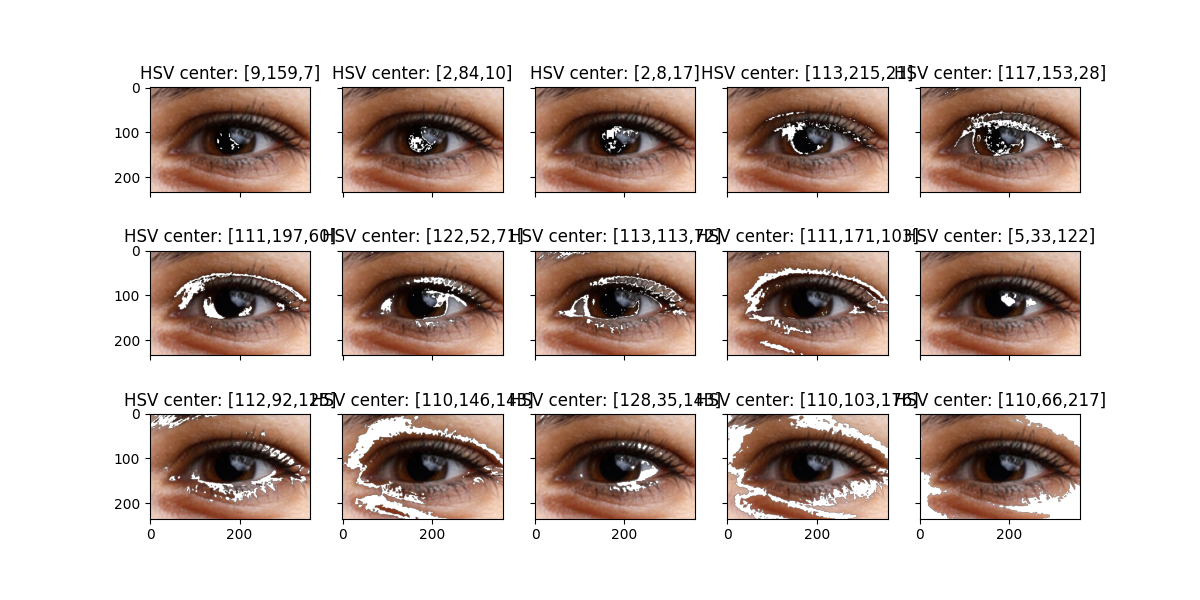 HSV center: [9,159,7] HSV center: [2,84,10] HSV center: [2,8,17] HSV center: [113,215,21] HSV center: [117,153,28]
0
100
200
HSV center: [111,197,60] HSV center: [122,52,71] HSV center: [113,113,72] HSV center: [111,171,103] HSV center: [5,33,122]
0
100
200
HSV center: [112,92,125] HSV center: [110,146,143] HSV center: [128,35,143] HSV center: [110,103,176] HSV center: [110,66,217]
0
100
200
0 200 0 200 0 200 0 200 0 200